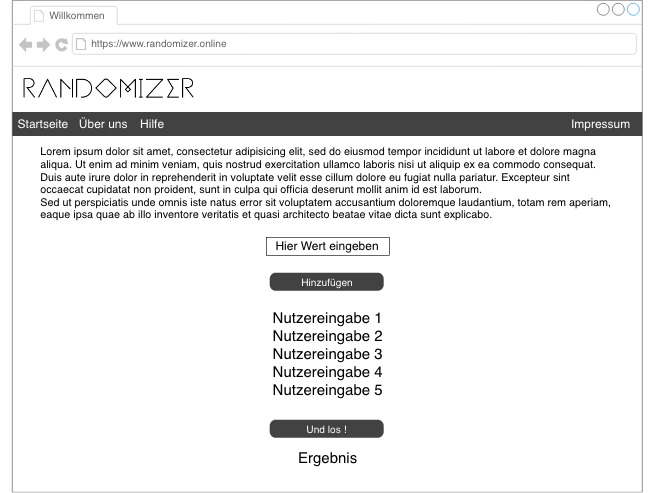 Willkommen
https://www.randomizer.online
RANDOMIZER
Startseite Über uns Hilfe Impressum
Lorem ipsum dolor sit amet, consectetur adipisicing elit, sed do eiusmod tempor incididunt ut labore et dolore magna
aliqua. Ut enim ad minim veniam, quis nostrud exercitation ullamco laboris nisi ut aliquip ex ea commodo consequat.
Duis aute irure dolor in reprehenderit in voluptate velit esse cillum dolore eu fugiat nulla pariatur. Excepteur sint
occaecat cupidatat non proident, sunt in culpa qui officia deserunt mollit anim id est laborum.
Sed ut perspiciatis unde omnis iste natus error sit voluptatem accusantium doloremque laudantium, totam rem aperiam,
eaque ipsa quae ab illo inventore veritatis et quasi architecto beatae vitae dicta sunt explicabo.
Hier Wert eingeben
Hinzufügen
Nutzereingabe 1
Nutzereingabe 2
Nutzereingabe 3
Nutzereingabe 4
Nutzereingabe 5
Und los !
Ergebnis